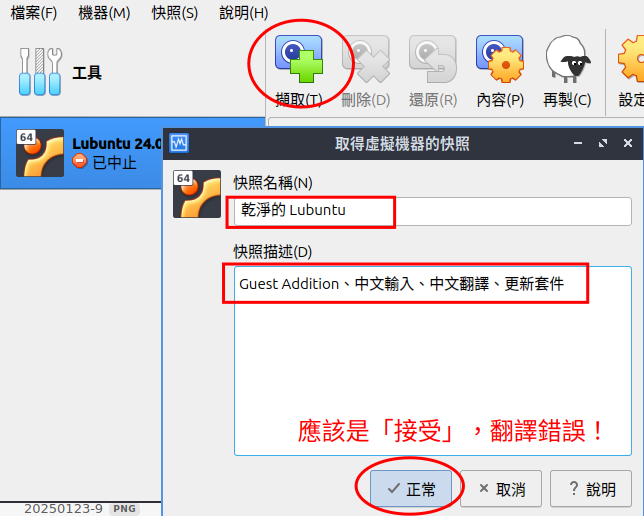 檔案(F) 機器(M) 快照(S) 說明(H)
工具
擷取(T) 刪除(D) 還原(R) 內容(P) 再製(C) 設定
64
Lubuntu 24.0
已中止
取得虛擬機器的快照
64
快照名稱(N)
乾淨的 Lubuntu
快照描述(D)
Guest Addition、中文輸入、中文翻譯、更新套件
應該是「接受」，翻譯錯誤！
正常 取消 ? 說明
20250123-9 PNG